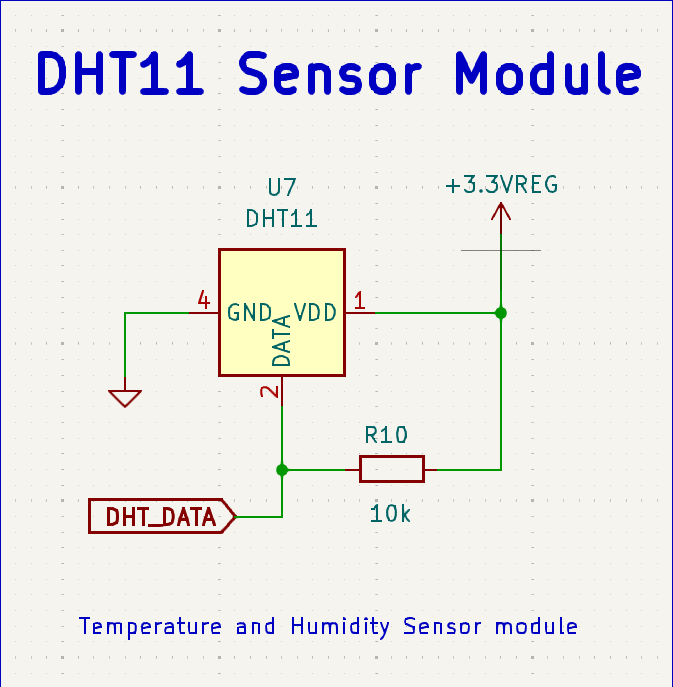 DHT11 Sensor Module
U7
DHT11
+3.3VREG
4
GND
DATA
VDD
1
2
R10
10k
DHT_DATA
Temperature and Humidity Sensor module